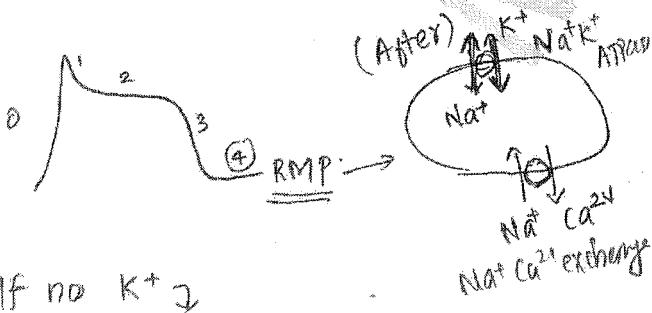 0
1
2
3
4
RMP
(After)
K+
Na+K+
ATPase
Na+
Na+ Ca2+
Na+ Ca2+ exchange
If no K+